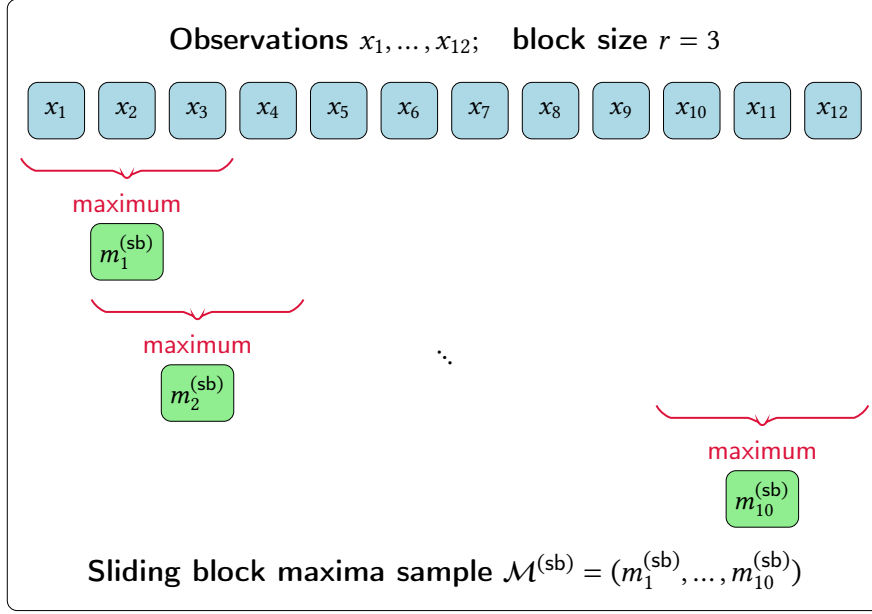 Observations x₁, …, x₁₂; block size r = 3
x₁ x₂ x₃ x₄ x₅ x₆ x₇ x₈ x₉ x₁₀ x₁₁ x₁₂
maximum
m₁^(sb)
maximum
⋱
m₂^(sb)
maximum
m₁₀^(sb)
Sliding block maxima sample ℳ^(sb) = (m₁^(sb), …, m₁₀^(sb))